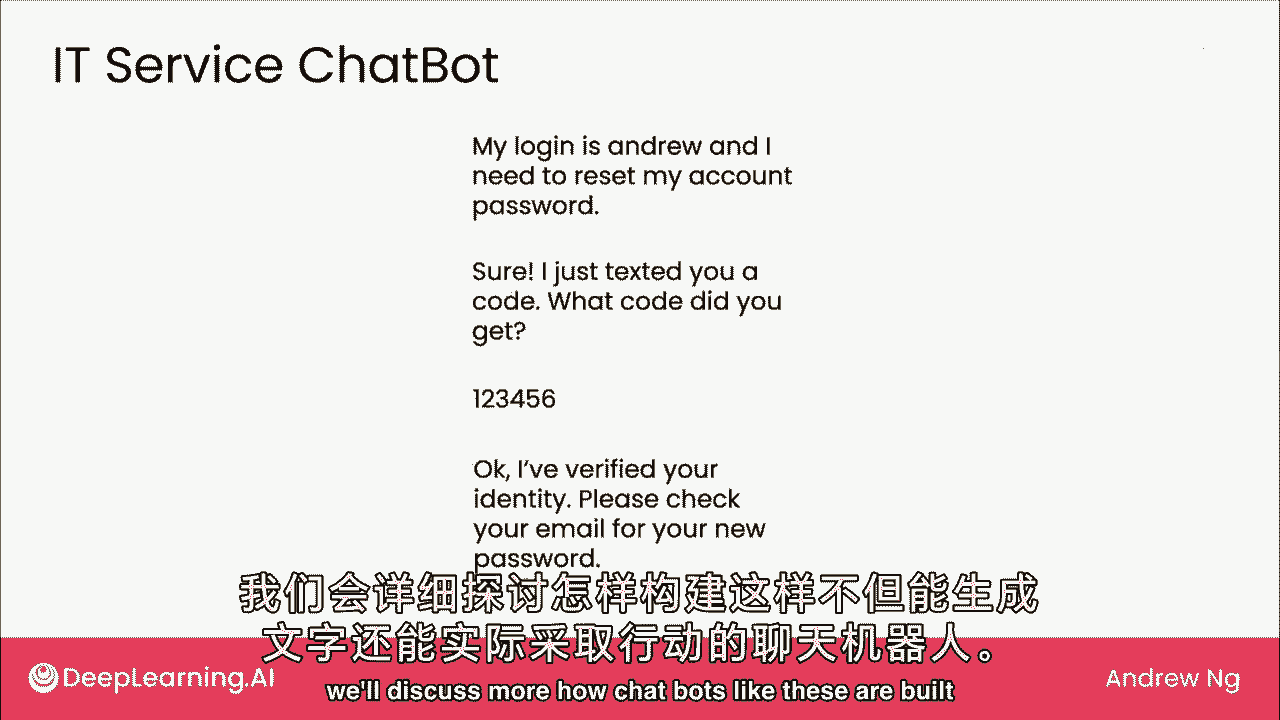 IT Service ChatBot
My login is andrew and I
need to reset my account
password.
Sure! I just texted you a
code. What code did you
get?
123456
Ok, I've verified your
identity. Please check
your email for your new
password.
我们会详细探讨怎样构建这样不但能生成
文字还能实际采取行动的聊天机器人。
we'll discuss more how chat bots like these are built
DeepLearning.AI
Andrew Ng